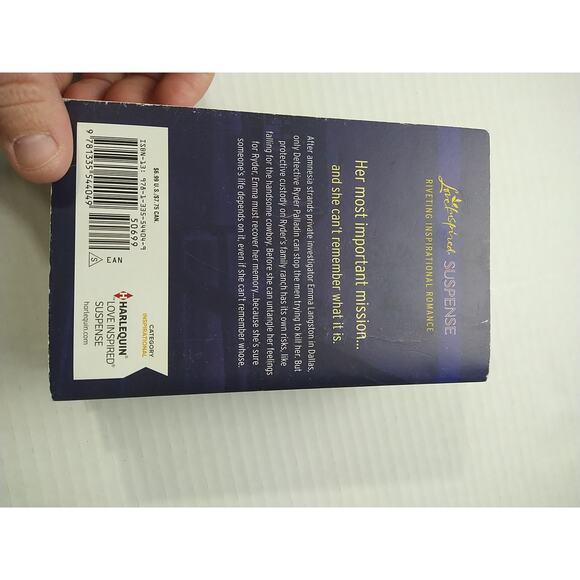 Love Inspired SUSPENSE
RIVETING INSPIRATIONAL ROMANCE
Her most important mission...
and she can't remember what it is.
After amnesia strands private investigator Emma Langston in Dallas,
only Detective Ryder Palladin can stop the men trying to kill her. But
protective custody on Ryder's family ranch has its own risks, like
falling for the handsome cowboy. Before she can untangle her feelings
for Ryder, Emma must recover her memory...because she's sure
someone's life depends on it, even if she can't remember whose.
$6.99 U.S./$7.75 CAN.
ISBN-13: 978-1-335-54404-9
50699
9 781335 544049
S EAN
CATEGORY
INSPIRATIONAL
HARLEQUIN®
LOVE INSPIRED®
SUSPENSE
harlequin.com